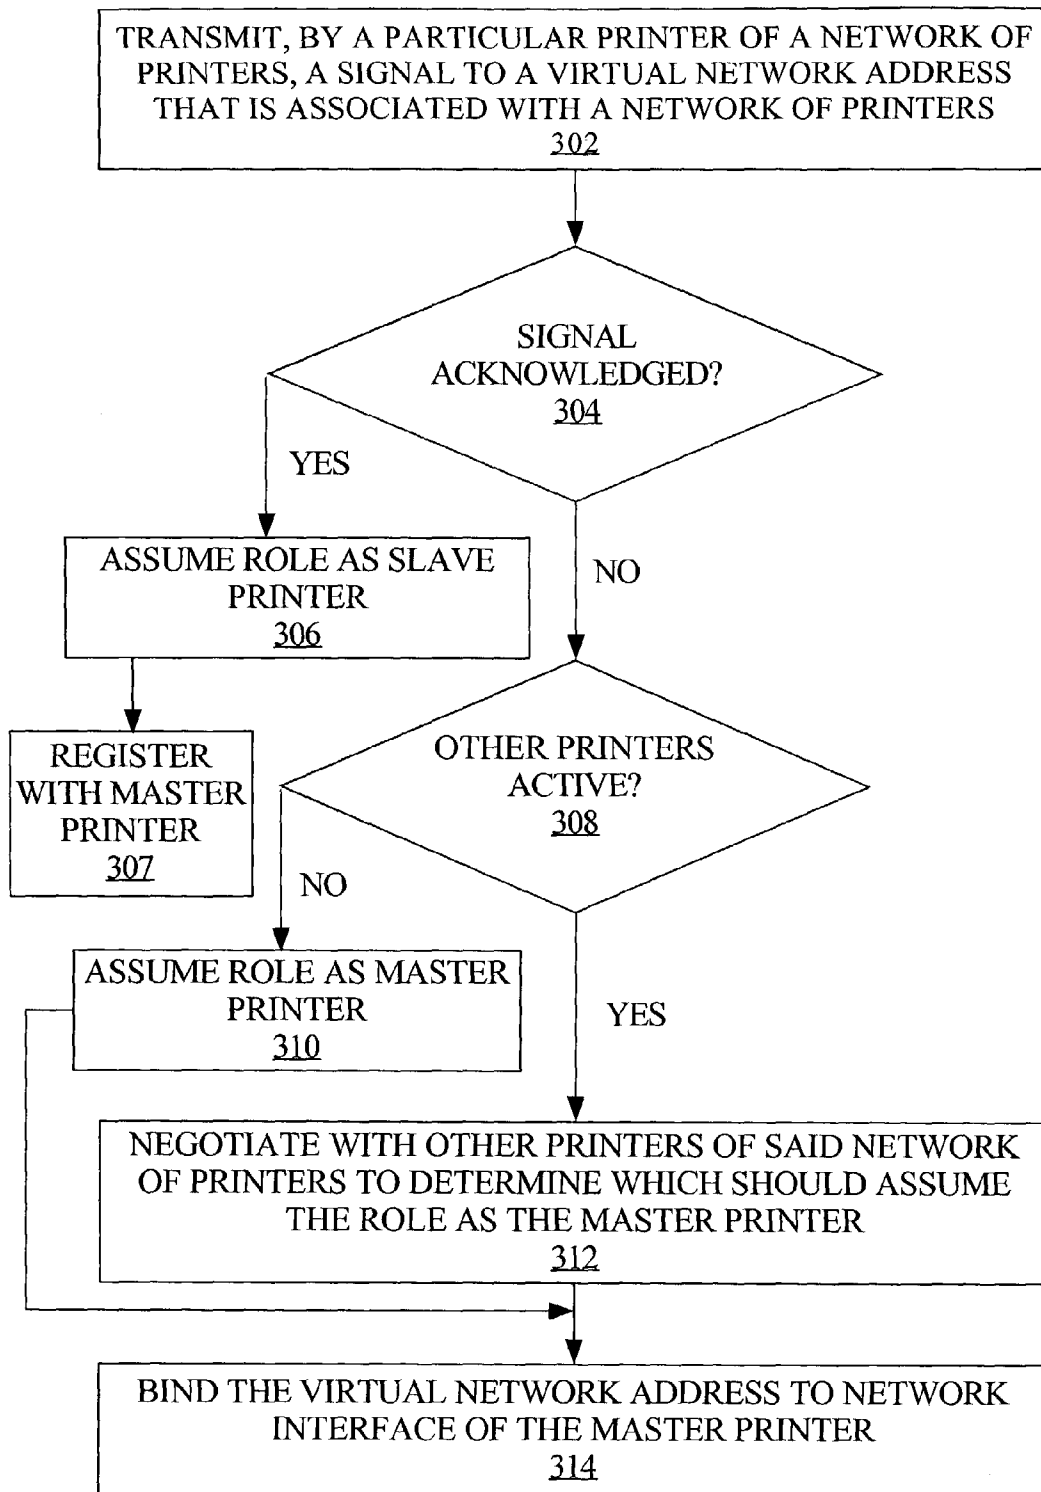 TRANSMIT, BY A PARTICULAR PRINTER OF A NETWORK OF
PRINTERS, A SIGNAL TO A VIRTUAL NETWORK ADDRESS
THAT IS ASSOCIATED WITH A NETWORK OF PRINTERS
302
SIGNAL
ACKNOWLEDGED?
304
YES
NO
ASSUME ROLE AS SLAVE
PRINTER
306
REGISTER
WITH MASTER
PRINTER
307
OTHER PRINTERS
ACTIVE?
308
NO
YES
ASSUME ROLE AS MASTER
PRINTER
310
NEGOTIATE WITH OTHER PRINTERS OF SAID NETWORK
OF PRINTERS TO DETERMINE WHICH SHOULD ASSUME
THE ROLE AS THE MASTER PRINTER
312
BIND THE VIRTUAL NETWORK ADDRESS TO NETWORK
INTERFACE OF THE MASTER PRINTER
314